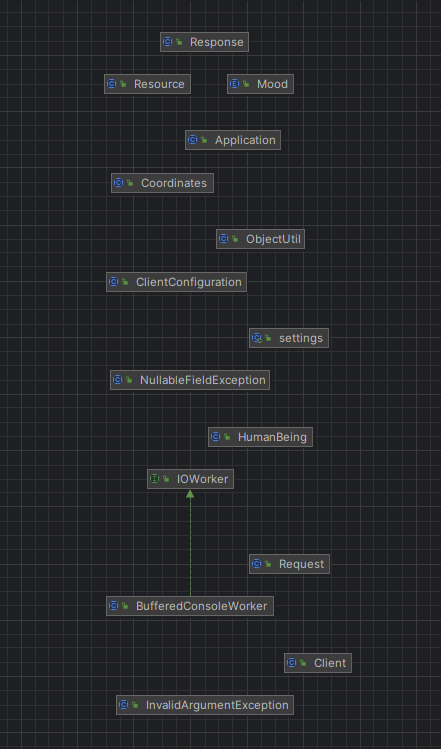 Response
Resource
Mood
Application
Coordinates
ObjectUtil
ClientConfiguration
settings
NullableFieldException
HumanBeing
IOWorker
Request
BufferedConsoleWorker
Client
InvalidArgumentException